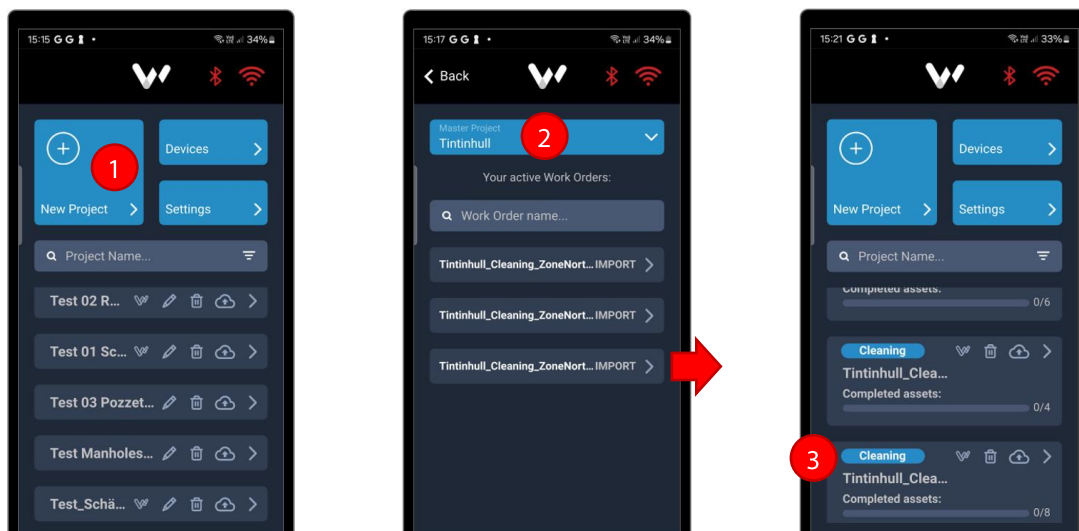 15:15 G G 34%
New Project
Devices
Settings
1
Project Name...
Test 02 R...
Test 01 Sc...
Test 03 Pozzet...
Test Manholes...
Test_Schä...
15:17 G G 34%
Back
Master Project
Tintinhull
2
Your active Work Orders:
Work Order name...
Tintinhull_Cleaning_ZoneNort... IMPORT
Tintinhull_Cleaning_ZoneNort... IMPORT
Tintinhull_Cleaning_ZoneNort... IMPORT
15:21 G G 33%
New Project
Devices
Settings
Project Name...
Completed assets:
0/6
Cleaning
Tintinhull_Clea...
Completed assets:
0/4
3
Cleaning
Tintinhull_Clea...
Completed assets:
0/8